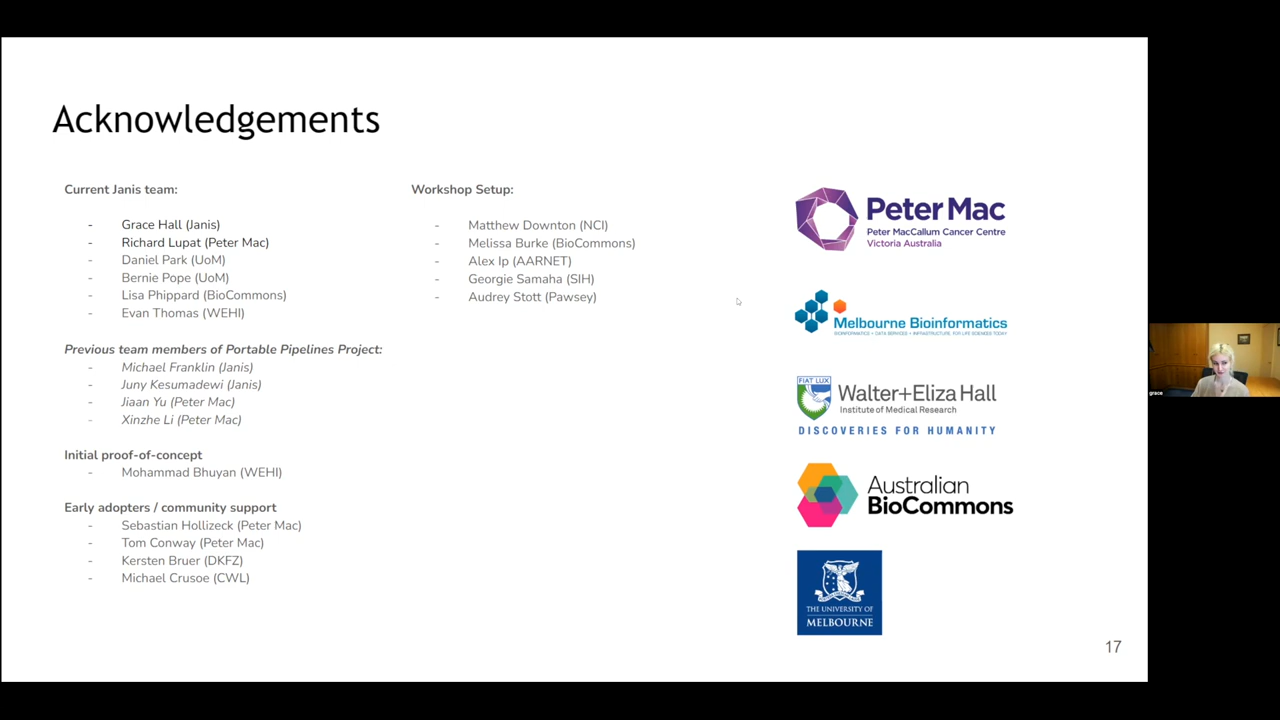 Acknowledgements
Current Janis team:
- Grace Hall (Janis)
- Richard Lupat (Peter Mac)
- Daniel Park (UoM)
- Bernie Pope (UoM)
- Lisa Phippard (BioCommons)
- Evan Thomas (WEHI)
Previous team members of Portable Pipelines Project:
- Michael Franklin (Janis)
- Juny Kesumadewi (Janis)
- Jiaan Yu (Peter Mac)
- Xinzhe Li (Peter Mac)
Initial proof-of-concept
- Mohammad Bhuyan (WEHI)
Early adopters / community support
- Sebastian Hollizeck (Peter Mac)
- Tom Conway (Peter Mac)
- Kersten Bruer (DKFZ)
- Michael Crusoe (CWL)
Workshop Setup:
- Matthew Downton (NCI)
- Melissa Burke (BioCommons)
- Alex Ip (AARNET)
- Georgie Samaha (SIH)
- Audrey Stott (Pawsey)
Peter Mac
Peter MacCallum Cancer Centre
Victoria Australia
Melbourne Bioinformatics
BIOINFORMATICS • DATA SERVICES • INFRASTRUCTURE FOR LIFE SCIENCES TODAY
FIAT LUX
Walter+Eliza Hall
Institute of Medical Research
DISCOVERIES FOR HUMANITY
Australian
BioCommons
THE UNIVERSITY OF
MELBOURNE
17
grace